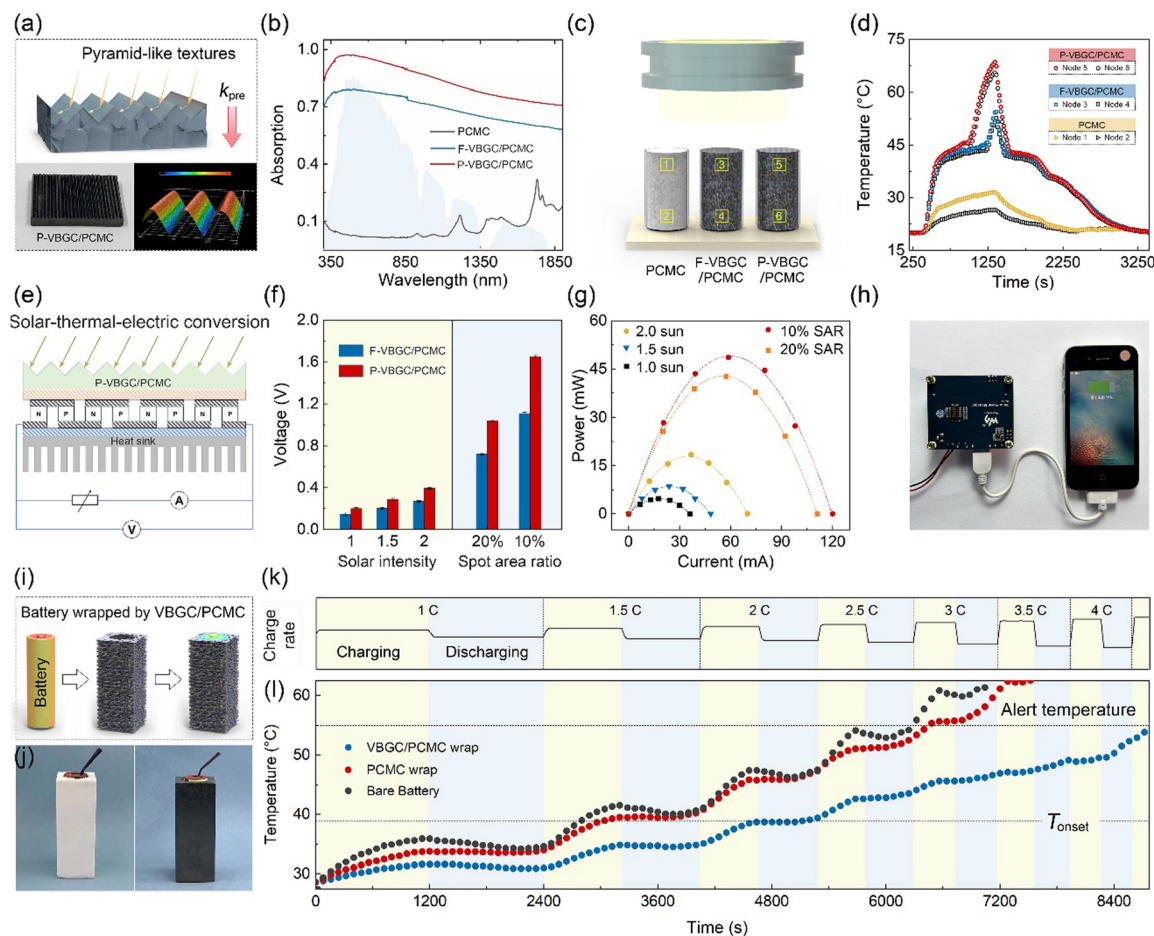 (a)
Pyramid-like textures
kpre
P-VBGC/PCMC
(b)
Absorption
1.0
0.7
0.4
0.1
PCMC
F-VBGC/PCMC
P-VBGC/PCMC
350 850 1350 1850
Wavelength (nm)
(c)
1 3 5
2 4 6
PCMC F-VBGC/PCMC P-VBGC/PCMC
(d)
Temperature (°C)
75
60
45
30
15
P-VBGC/PCMC
Node 5 Node 6
F-VBGC/PCMC
Node 3 Node 4
PCMC
Node 1 Node 2
250 1250 2250 3250
Time (s)
(e)
Solar-thermal-electric conversion
P-VBGC/PCMC
N P N P N P N P
Heat sink
A
V
(f)
Voltage (V)
2.0
1.6
1.2
0.8
0.4
0.0
F-VBGC/PCMC
P-VBGC/PCMC
1 1.5 2 20% 10%
Solar intensity Spot area ratio
(g)
Power (mW)
60
45
30
15
0
2.0 sun 10% SAR
1.5 sun 20% SAR
1.0 sun
0 30 60 90 120
Current (mA)
(h)
(i)
Battery wrapped by VBGC/PCMC
Battery
(j)
(k)
Charge rate
1 C 1.5 C 2 C 2.5 C 3 C 3.5 C 4 C
Charging Discharging
(l)
Temperature (°C)
60
50
40
30
Alert temperature
VBGC/PCMC wrap
PCMC wrap
Bare Battery
Tonset
0 1200 2400 3600 4800 6000 7200 8400
Time (s)